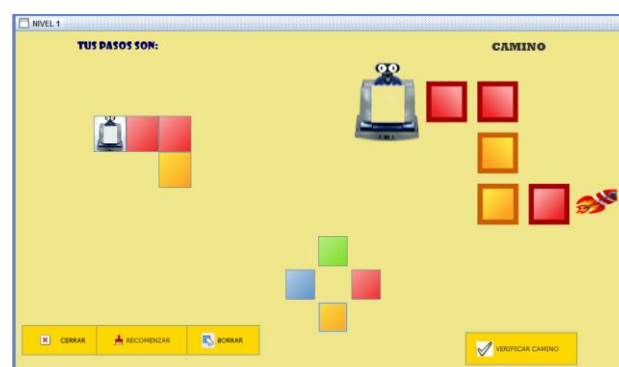 NIVEL 1
TUS PASOS SON:
CAMINO
CERRAR
RECOMENZAR
BORRAR
VERIFICAR CAMINO